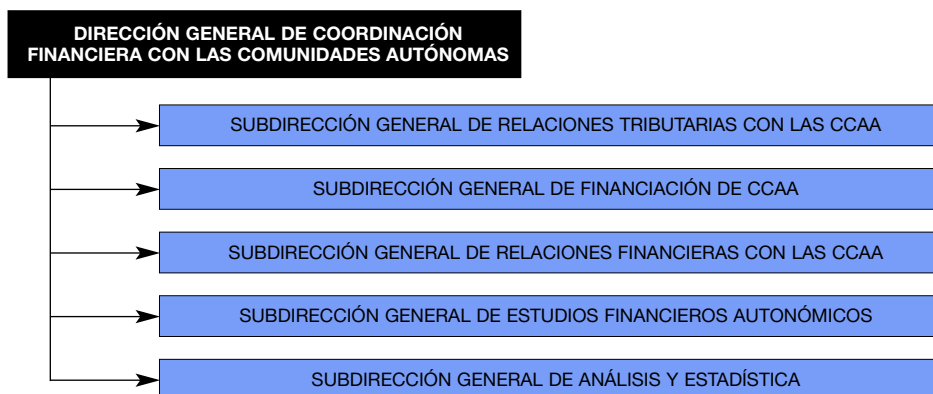 DIRECCIÓN GENERAL DE COORDINACIÓN
FINANCIERA CON LAS COMUNIDADES AUTÓNOMAS
SUBDIRECCIÓN GENERAL DE RELACIONES TRIBUTARIAS CON LAS CCAA
SUBDIRECCIÓN GENERAL DE FINANCIACIÓN DE CCAA
SUBDIRECCIÓN GENERAL DE RELACIONES FINANCIERAS CON LAS CCAA
SUBDIRECCIÓN GENERAL DE ESTUDIOS FINANCIEROS AUTONÓMICOS
SUBDIRECCIÓN GENERAL DE ANÁLISIS Y ESTADÍSTICA